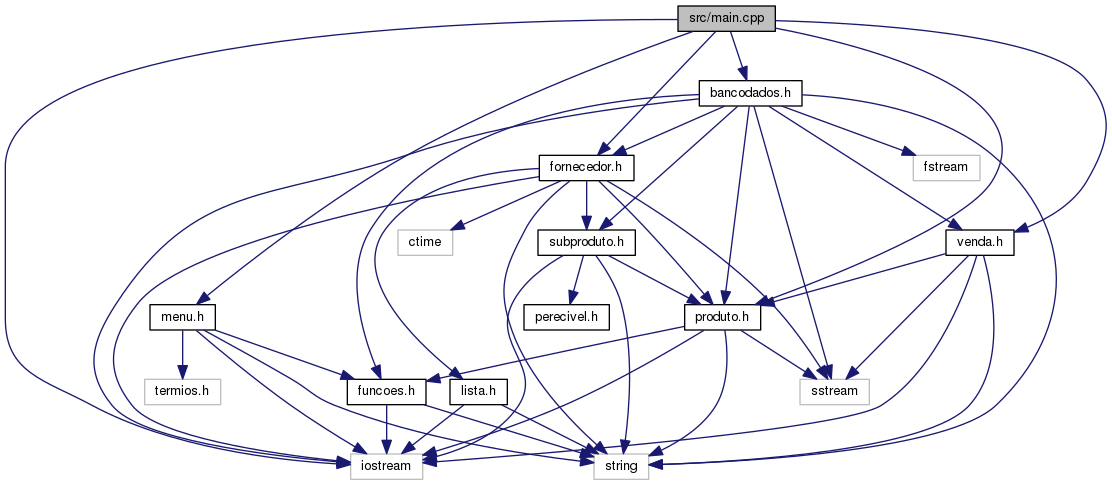 src/main.cpp
bancodados.h
fornecedor.h
fstream
ctime
subproduto.h
venda.h
menu.h
perecivel.h
produto.h
termios.h
funcoes.h
lista.h
sstream
iostream
string